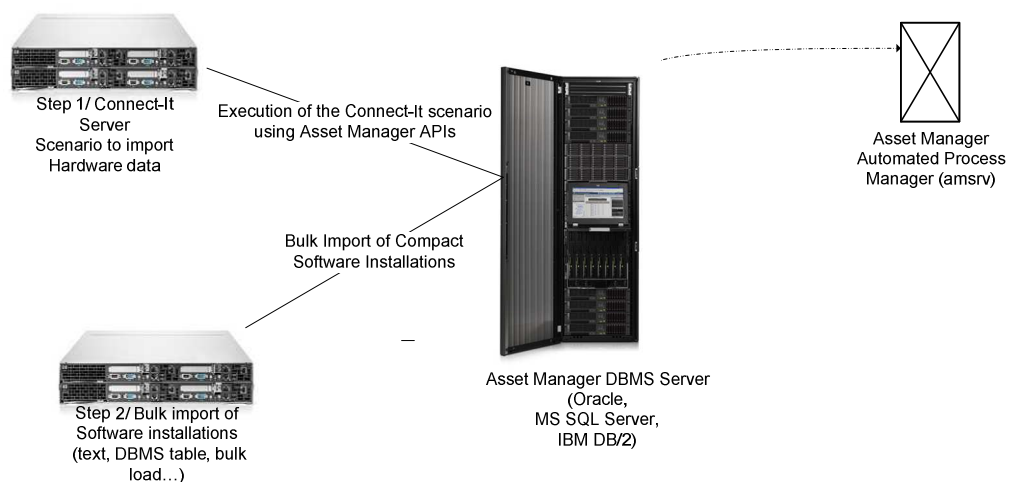 Step 1/ Connect-It
Server
Scenario to import
Hardware data
Execution of the Connect-It scenario
using Asset Manager APIs
Asset Manager
Automated Process
Manager (amsrv)
Bulk Import of Compact
Software Installations
Step 2/ Bulk import of
Software installations
(text, DBMS table, bulk
load…)
Asset Manager DBMS Server
(Oracle,
MS SQL Server,
IBM DB/2)